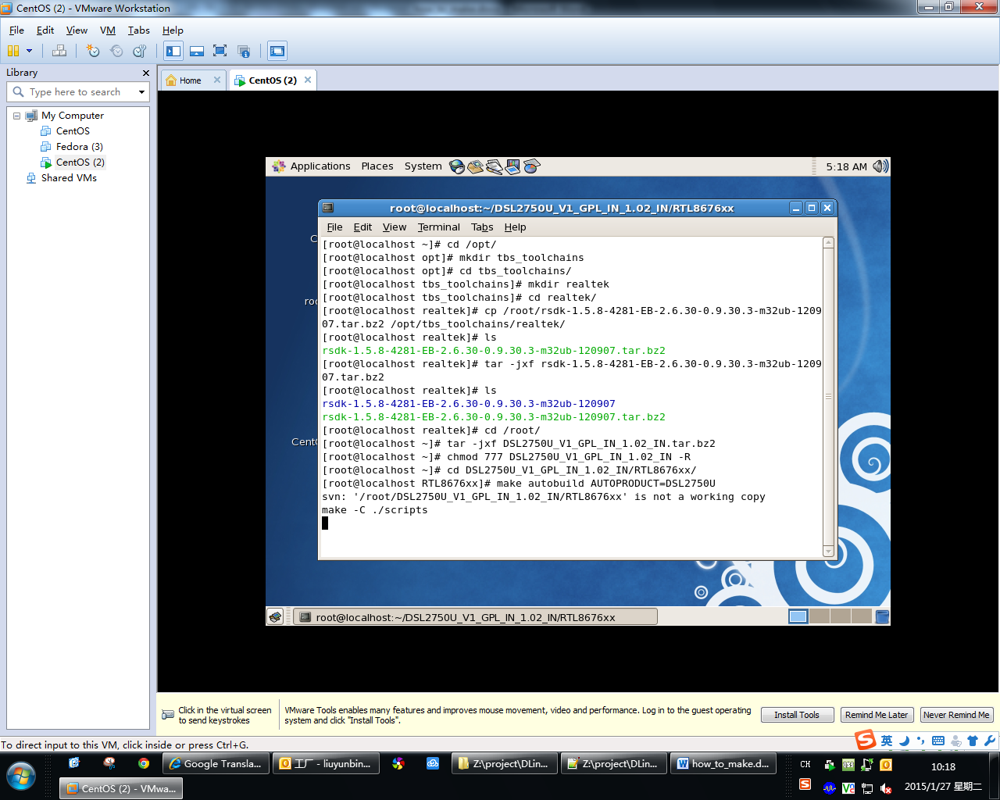 CentOS (2) - VMware Workstation
File Edit View VM Tabs Help
Library
Type here to search
My Computer
CentOS
Fedora (3)
CentOS (2)
Shared VMs
Home
CentOS (2)
Applications Places System
5:18 AM
root@localhost:~/DSL2750U_V1_GPL_IN_1.02_IN/RTL8676xx
File Edit View Terminal Tabs Help
[root@localhost ~]# cd /opt/
[root@localhost opt]# mkdir tbs_toolchains
[root@localhost opt]# cd tbs_toolchains/
[root@localhost tbs_toolchains]# mkdir realtek
[root@localhost tbs_toolchains]# cd realtek/
[root@localhost realtek]# cp /root/rsdk-1.5.8-4281-EB-2.6.30-0.9.30.3-m32ub-1209
07.tar.bz2 /opt/tbs_toolchains/realtek/
[root@localhost realtek]# ls
rsdk-1.5.8-4281-EB-2.6.30-0.9.30.3-m32ub-120907.tar.bz2
[root@localhost realtek]# tar -jxf rsdk-1.5.8-4281-EB-2.6.30-0.9.30.3-m32ub-1209
07.tar.bz2
[root@localhost realtek]# ls
rsdk-1.5.8-4281-EB-2.6.30-0.9.30.3-m32ub-120907
rsdk-1.5.8-4281-EB-2.6.30-0.9.30.3-m32ub-120907.tar.bz2
[root@localhost realtek]# cd /root/
[root@localhost ~]# tar -jxf DSL2750U_V1_GPL_IN_1.02_IN.tar.bz2
[root@localhost ~]# chmod 777 DSL2750U_V1_GPL_IN_1.02_IN -R
[root@localhost ~]# cd DSL2750U_V1_GPL_IN_1.02_IN/RTL8676xx/
[root@localhost RTL8676xx]# make autobuild AUTOPRODUCT=DSL2750U
svn: '/root/DSL2750U_V1_GPL_IN_1.02_IN/RTL8676xx' is not a working copy
make -C ./scripts
root@localhost:~/DSL2750U_V1_GPL_IN_1.02_IN/RTL8676xx
Click in the virtual screen
to send keystrokes
VMware Tools enables many features and improves mouse movement, video and performance. Log in to the guest operating
system and click "Install Tools".
Install Tools
Remind Me Later
Never Remind Me
To direct input to this VM, click inside or press Ctrl+G.
英
Google Transla...
工厂 - liuyunbin...
Z:\project\DLin...
Z:\project\DLin...
how_to_make.d...
CH
10:18
2015/1/27 星期二
CentOS (2) - VMwa...